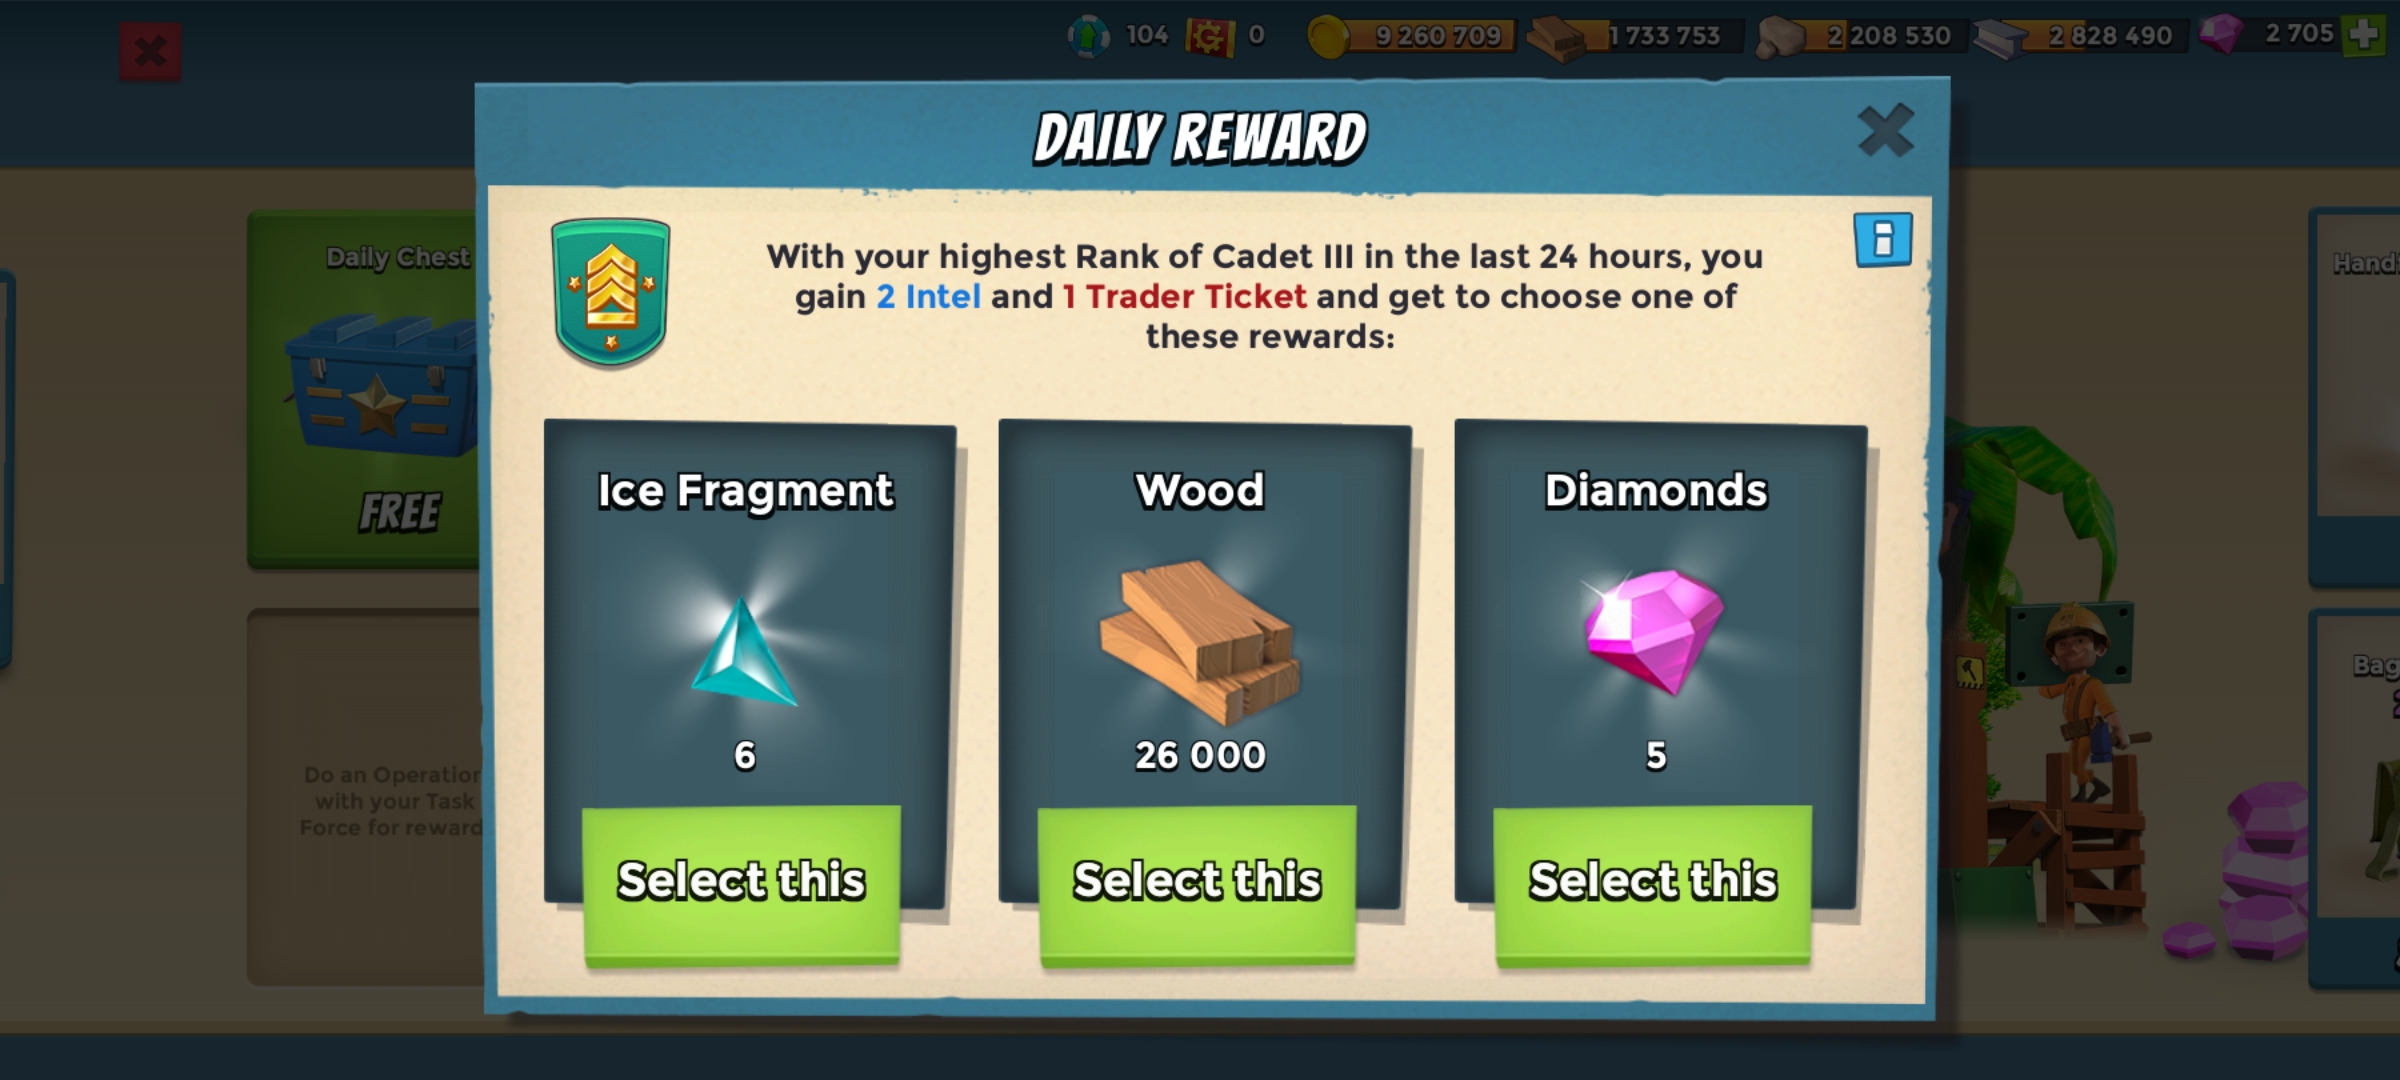 104
0
9 260 709
1 733 753
2 208 530
2 828 490
2 705
DAILY REWARD
With your highest Rank of Cadet III in the last 24 hours, you
gain 2 Intel and 1 Trader Ticket and get to choose one of
these rewards:
Daily Chest
FREE
Do an Operation
with your Task
Force for reward
Ice Fragment
6
Select this
Wood
26 000
Select this
Diamonds
5
Select this
Hand
Bag